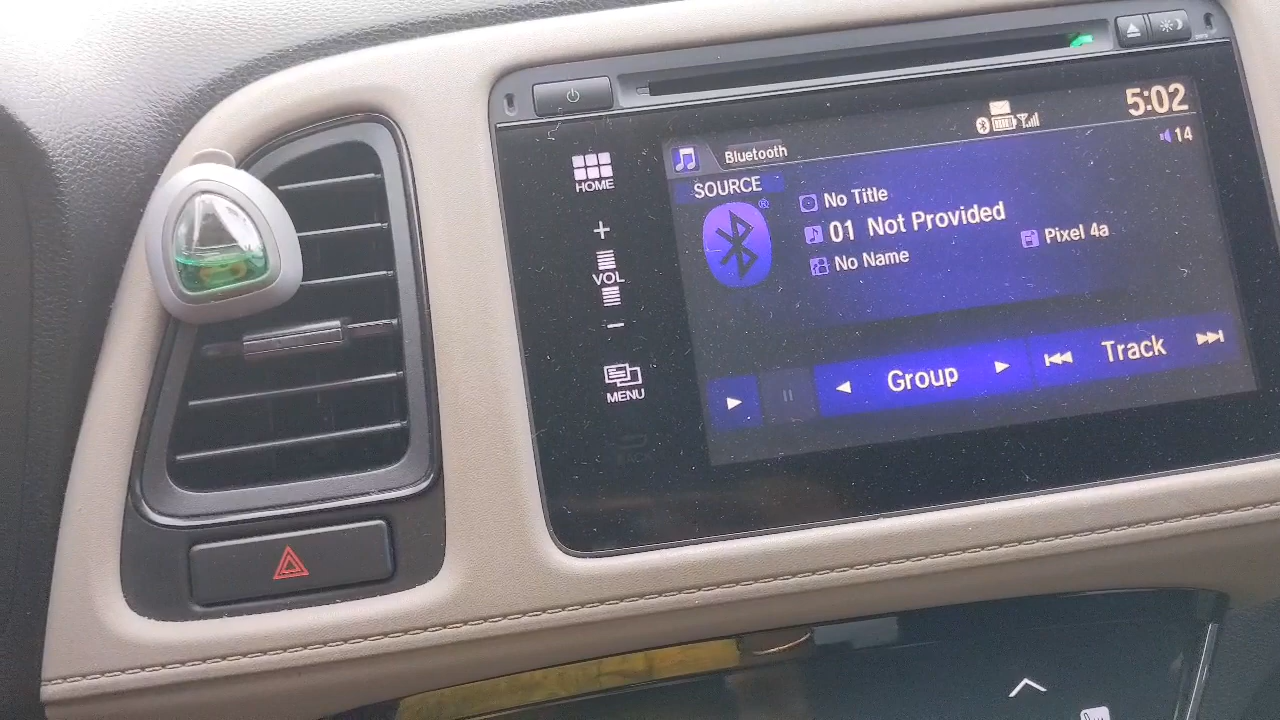 5:02
14
Bluetooth
SOURCE
®
No Title
01 Not Provided
Pixel 4a
No Name
Group
Track
HOME
+
VOL
−
MENU